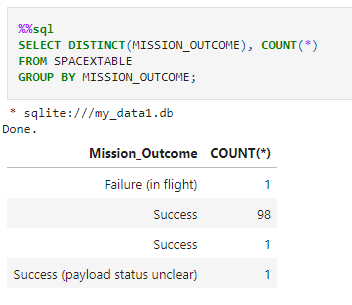 %%sql
SELECT DISTINCT(MISSION_OUTCOME), COUNT(*)
FROM SPACEXTABLE
GROUP BY MISSION_OUTCOME;
* sqlite:///my_data1.db
Done.
Mission_Outcome COUNT(*)
Failure (in flight) 1
Success 98
Success 1
Success (payload status unclear) 1